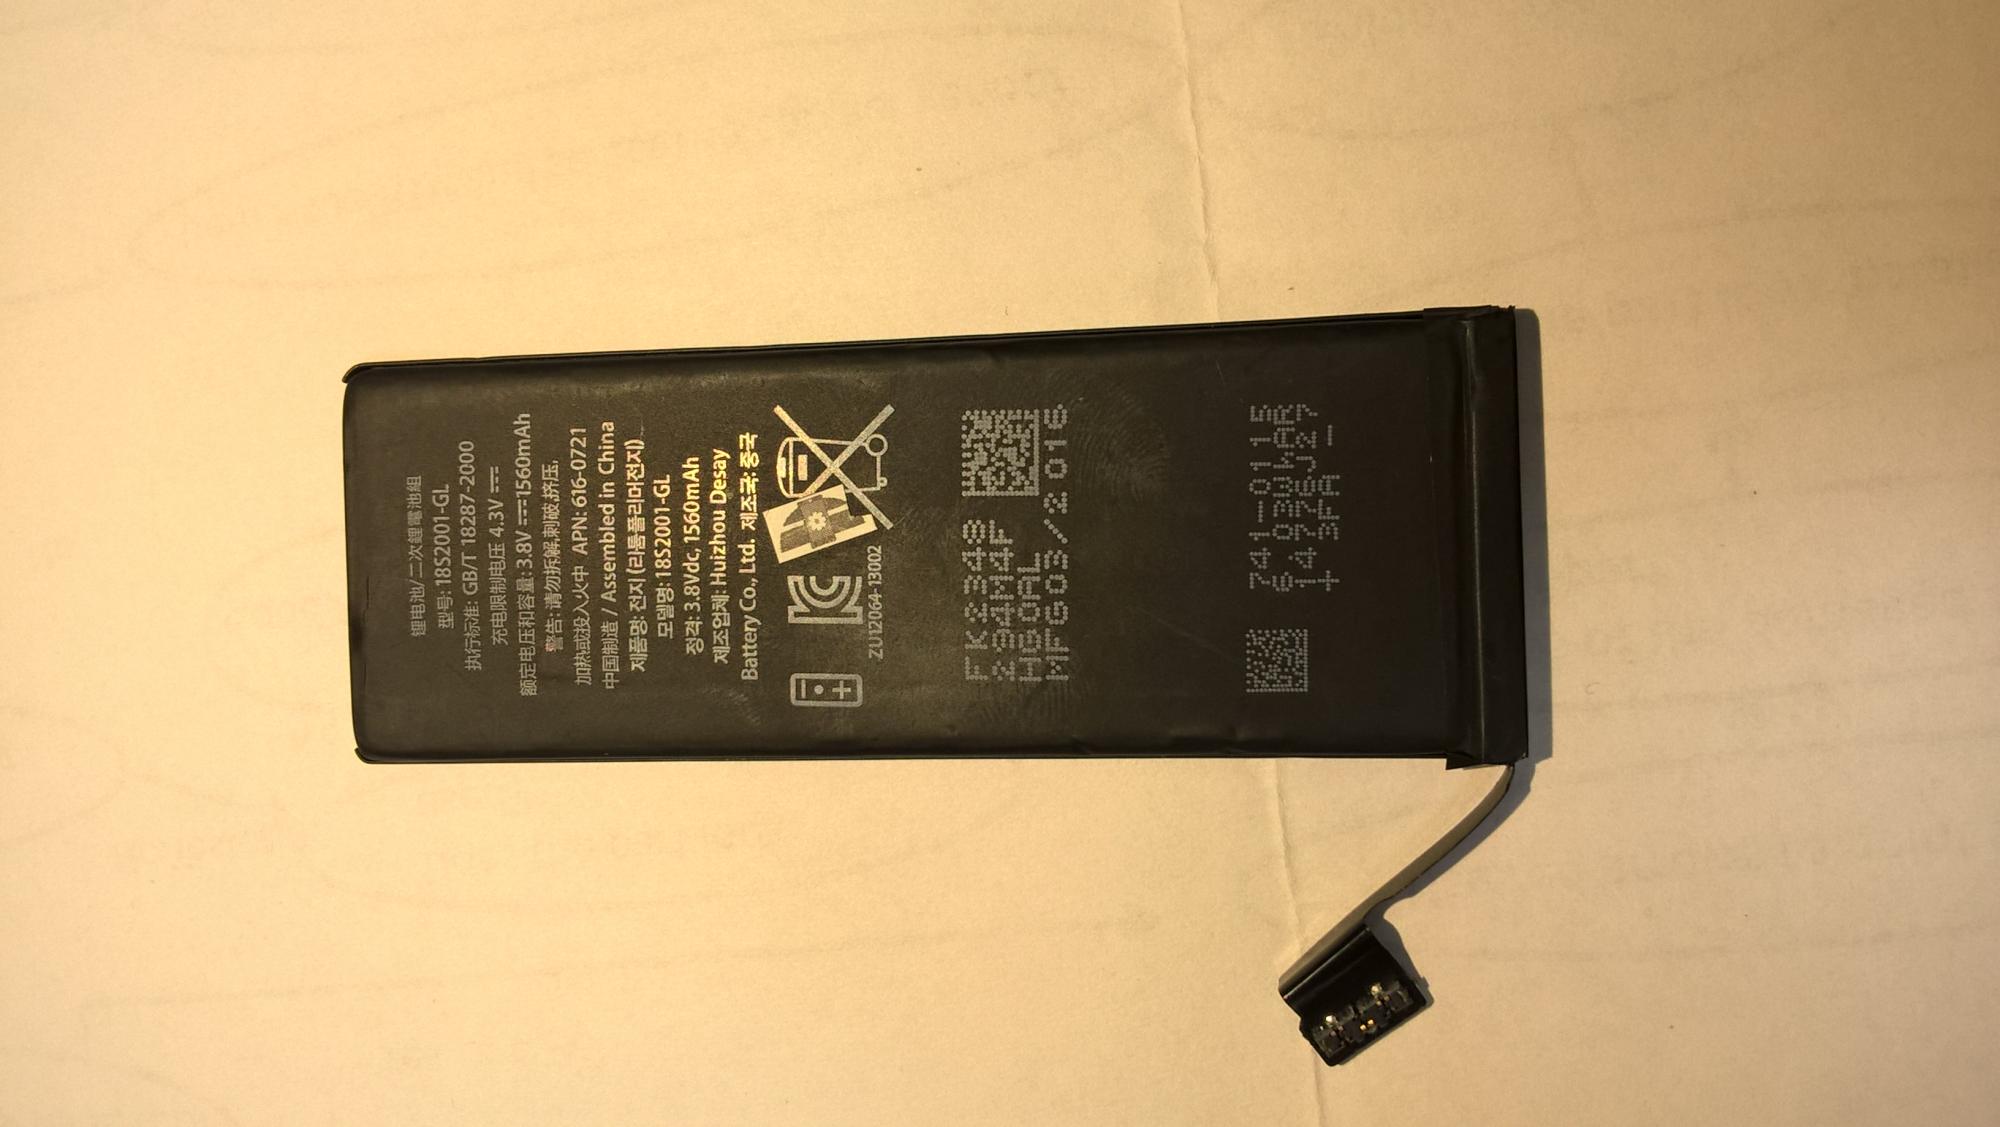 锂电池/二次鋰電池組
型号: 18S2001-GL
执行标准: GB/T 18287-2000
充电限制电压 4.3V ⎓
额定电压和容量: 3.8V ⎓1560mAh
警告: 请勿拆解,刺破,挤压,
加热或投入火中 APN: 616-0721
中国制造 / Assembled in China
제품명: 전지(리튬폴리머전지)
모델명: 18S2001-GL
정격: 3.8Vdc, 1560mAh
제조업체: Huizhou Desay
Battery Co., Ltd. 제조국: 중국
ZU12064-13002
741-0115
+